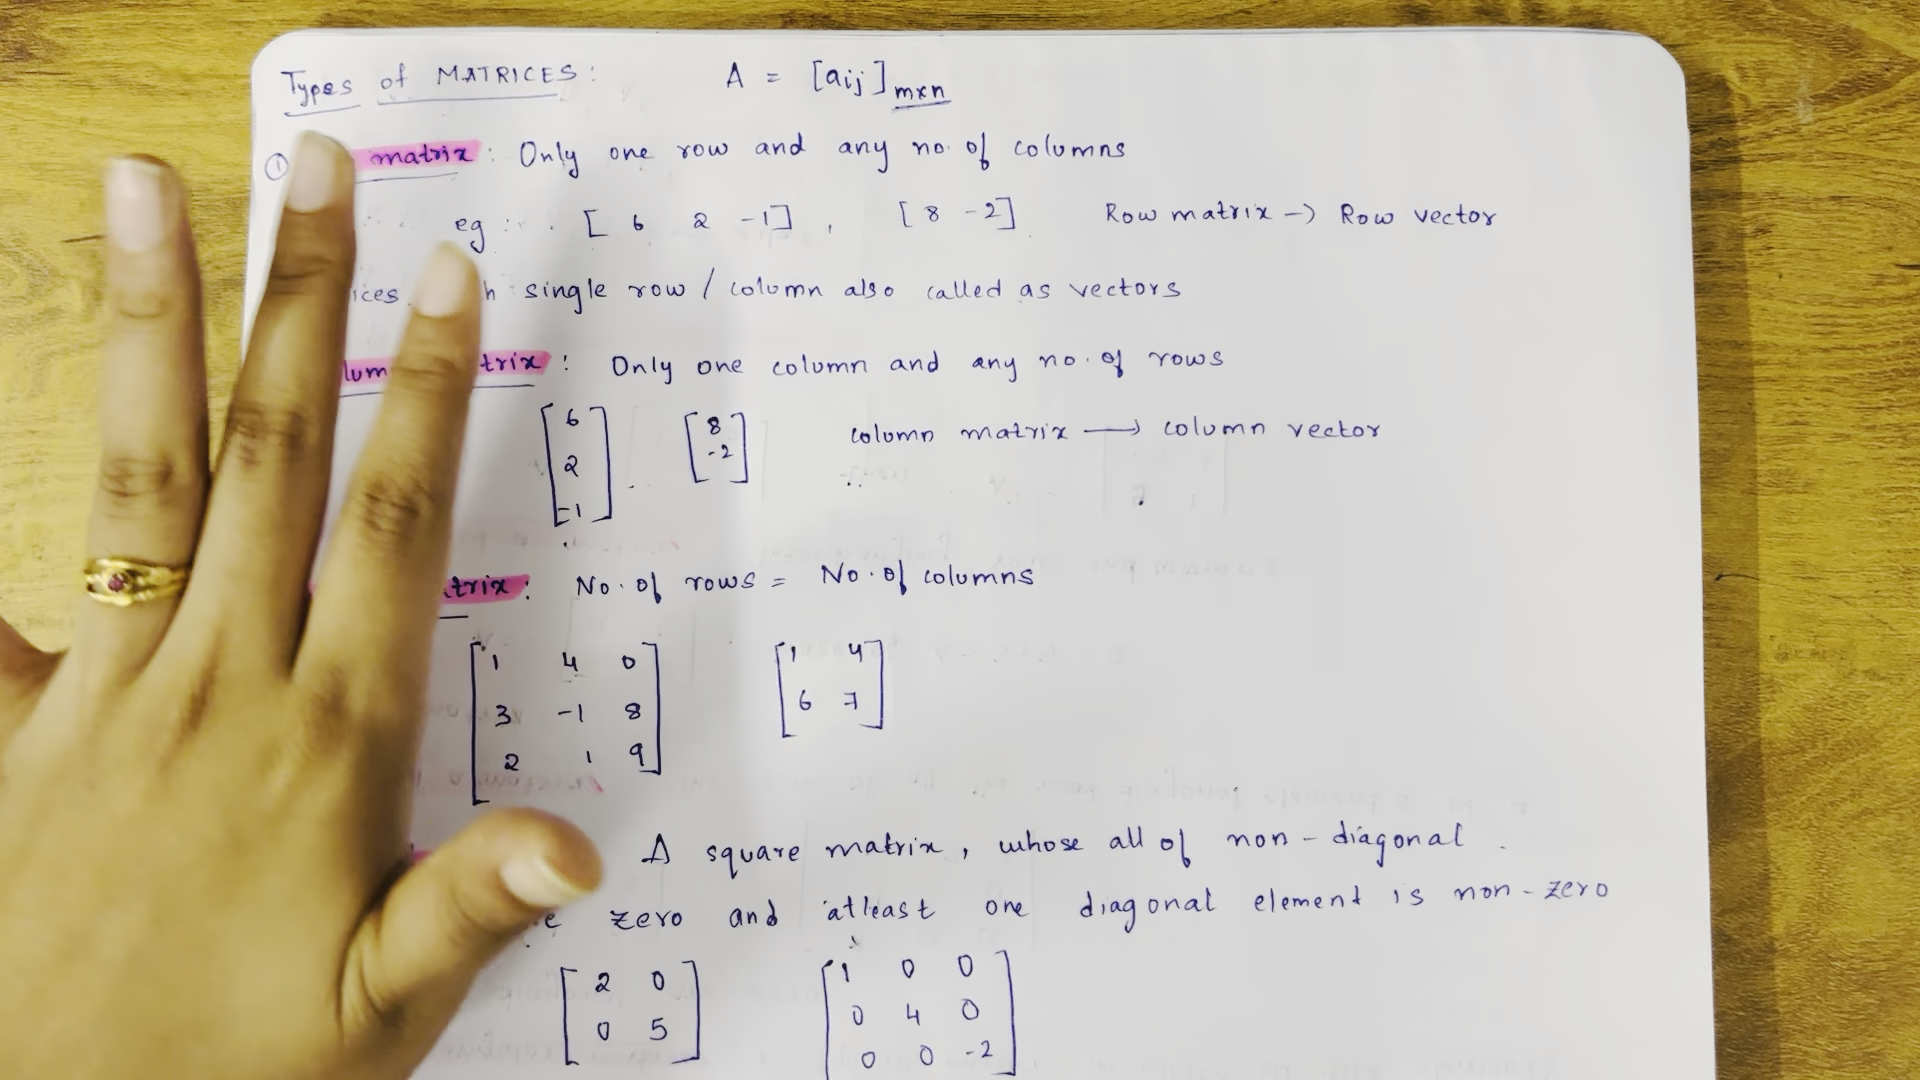 Types of MATRICES: A = [aij]m×n
① matrix: Only one row and any no. of columns
eg: [ 6 2 -1 ] , [ 8 -2 ] Row matrix → Row vector
ices h single row / column also called as vectors
lum trix: Only one column and any no. of rows
6 8
2 -2 column matrix → column vector
-1
trix: No. of rows = No. of columns
1 4 0 1 4
3 -1 8 6 7
2 1 9
A square matrix, whose all of non-diagonal
e zero and atleast one diagonal element is non-zero
2 0 1 0 0
0 5 0 4 0
0 0 -2